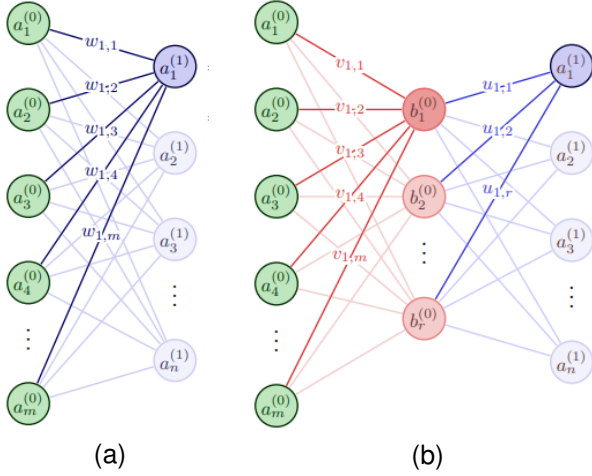 a_1^{(0)}
a_2^{(0)}
a_3^{(0)}
a_4^{(0)}
⋮
a_m^{(0)}
w_{1,1}
w_{1,2}
w_{1,3}
w_{1,4}
w_{1,m}
a_1^{(1)}
a_2^{(1)}
a_3^{(1)}
⋮
a_n^{(1)}
(a)
a_1^{(0)}
a_2^{(0)}
a_3^{(0)}
a_4^{(0)}
⋮
a_m^{(0)}
v_{1,1}
v_{1,2}
v_{1,3}
v_{1,4}
v_{1,m}
b_1^{(0)}
b_2^{(0)}
⋮
b_r^{(0)}
u_{1,1}
u_{1,2}
u_{1,r}
a_1^{(1)}
a_2^{(1)}
a_3^{(1)}
⋮
a_n^{(1)}
(b)